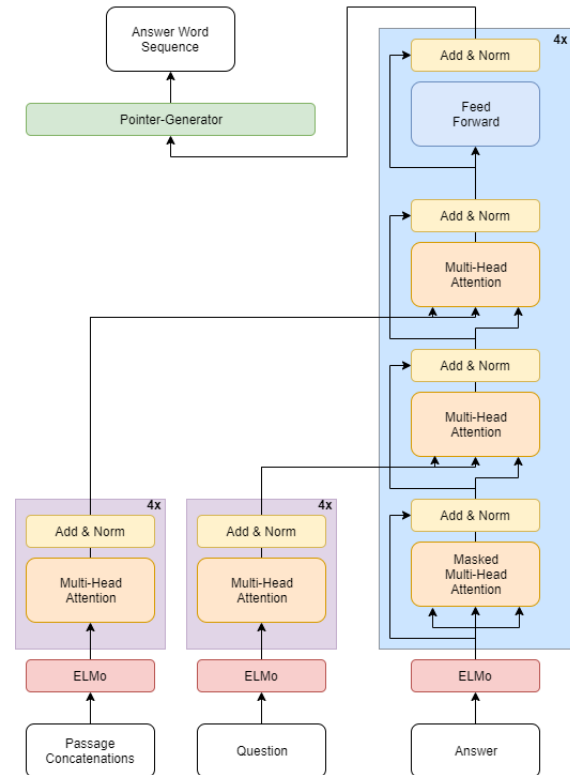 Answer Word
Sequence
Pointer-Generator
4x
Add & Norm
Feed
Forward
Add & Norm
Multi-Head
Attention
Add & Norm
Multi-Head
Attention
4x
Add & Norm
Multi-Head
Attention
4x
Add & Norm
Multi-Head
Attention
Add & Norm
Masked
Multi-Head
Attention
ELMo
ELMo
ELMo
Passage
Concatenations
Question
Answer